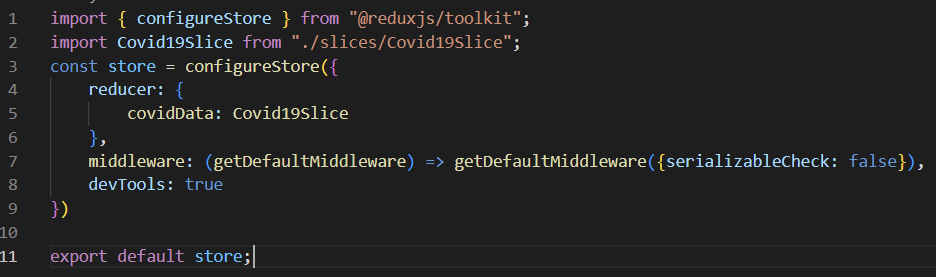 1 import { configureStore } from "@reduxjs/toolkit";
2 import Covid19Slice from "./slices/Covid19Slice";
3 const store = configureStore({
4     reducer: {
5         covidData: Covid19Slice
6     },
7     middleware: (getDefaultMiddleware) => getDefaultMiddleware({serializableCheck: false}),
8     devTools: true
9 })
10
11 export default store;